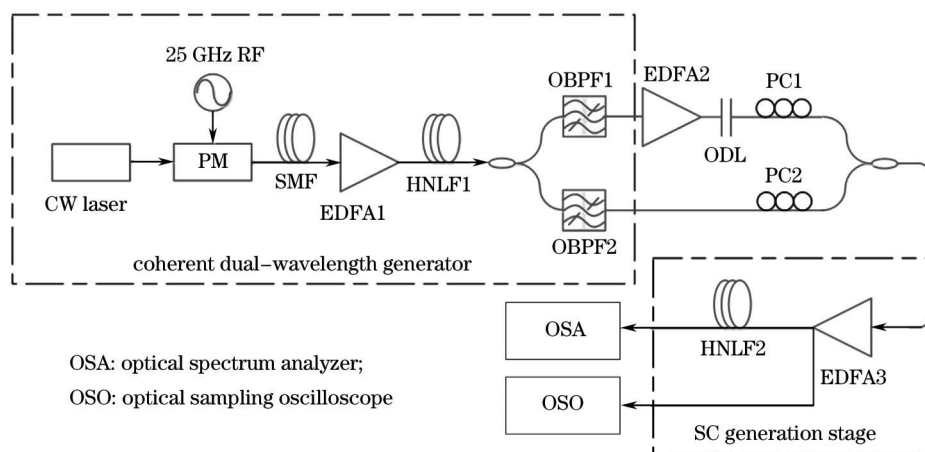 25 GHz RF
OBPF1
EDFA2
PC1
PM
ODL
SMF
HNLF1
PC2
CW laser
EDFA1
OBPF2
coherent dual-wavelength generator
OSA
HNLF2
OSA: optical spectrum analyzer;
EDFA3
OSO: optical sampling oscilloscope
OSO
SC generation stage